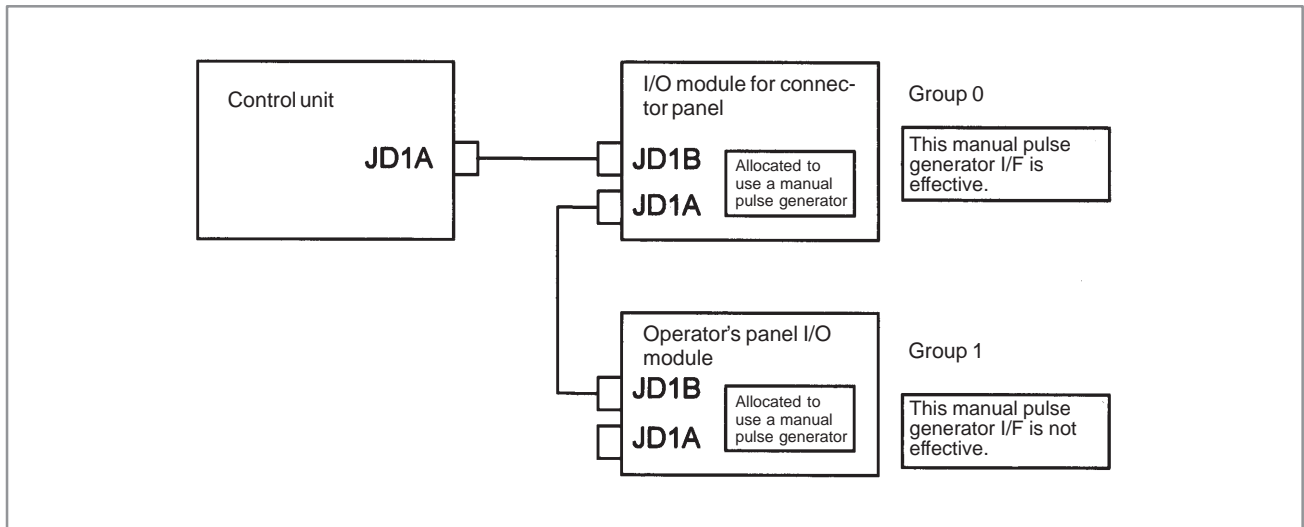 Control unit
JD1A
I/O module for connec-
tor panel
JD1B
JD1A
Allocated to
use a manual
pulse generator
Group 0
This manual pulse
generator I/F is
effective.
Operator's panel I/O
module
JD1B
JD1A
Allocated to
use a manual
pulse generator
Group 1
This manual pulse
generator I/F is not
effective.